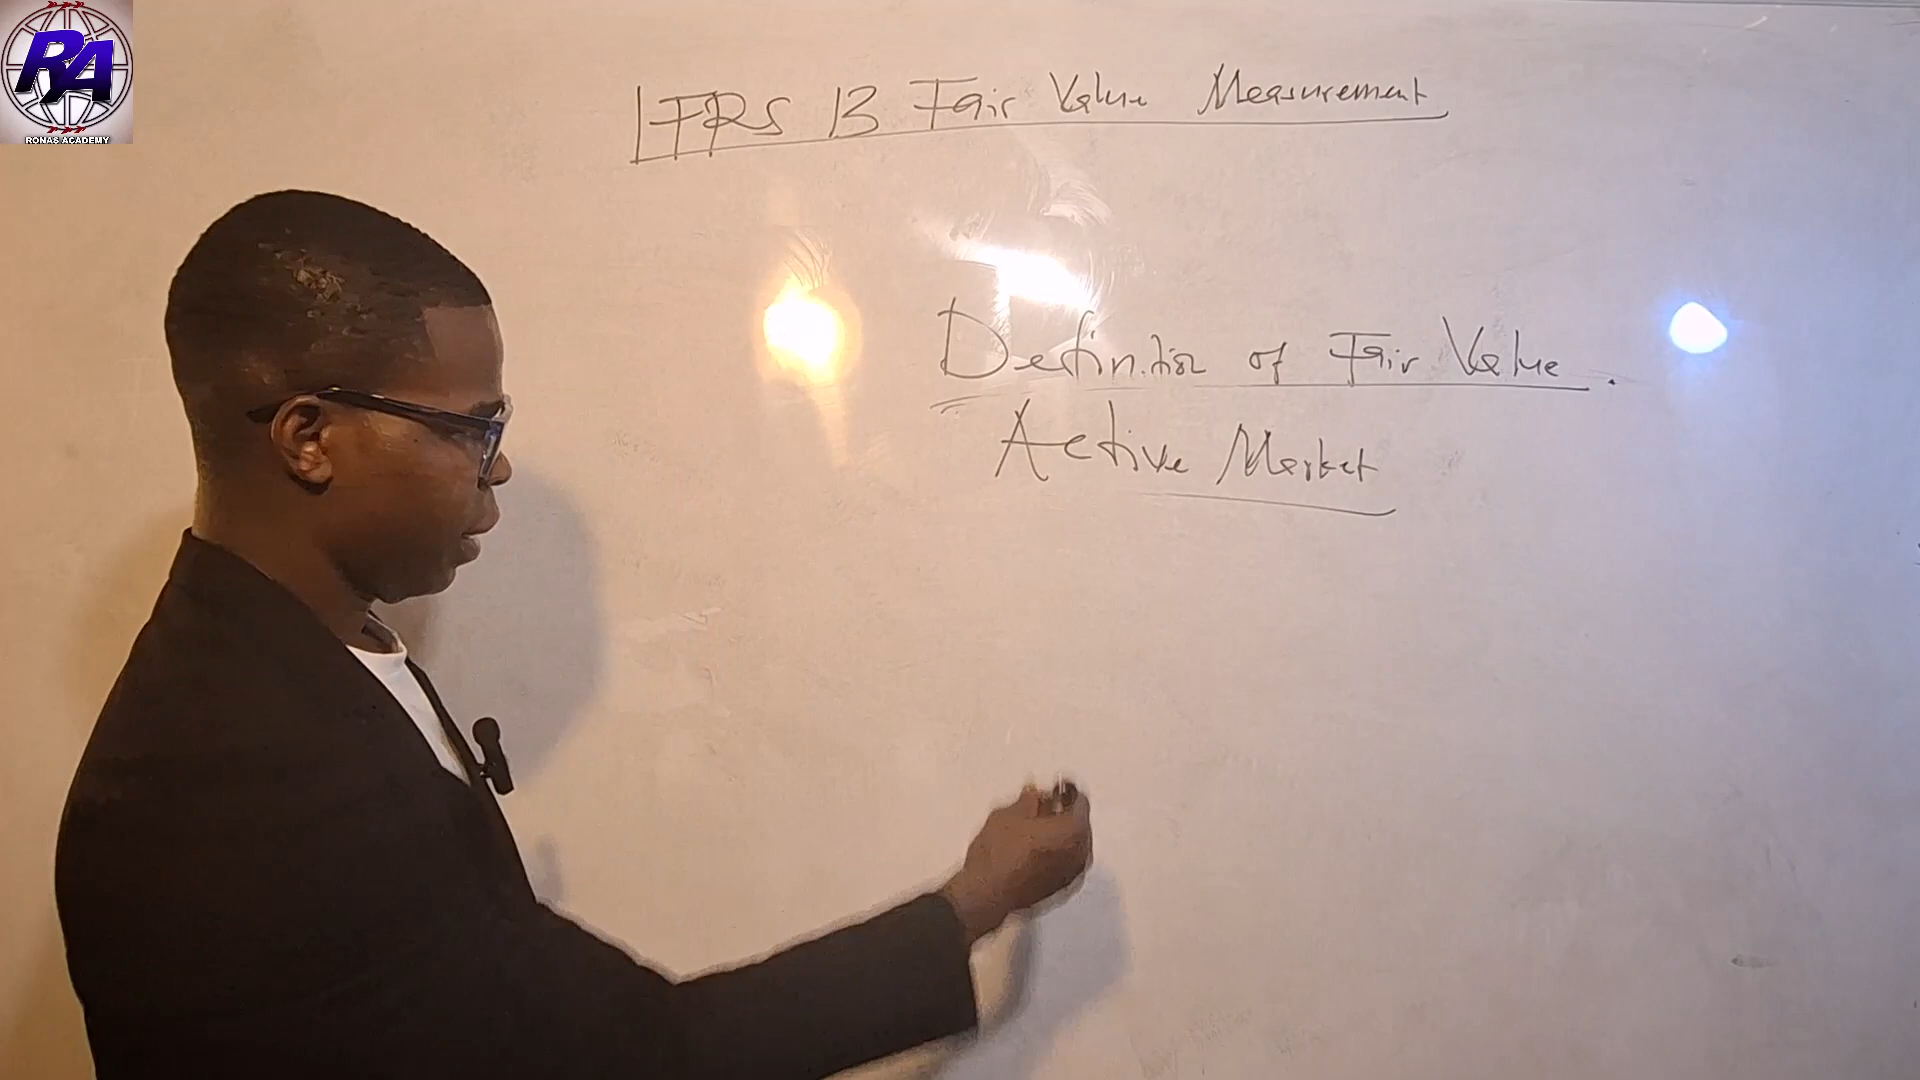 RA
RONAS ACADEMY
IFRS 13 Fair Value Measurement
Definition of Fair Value.
Active Market